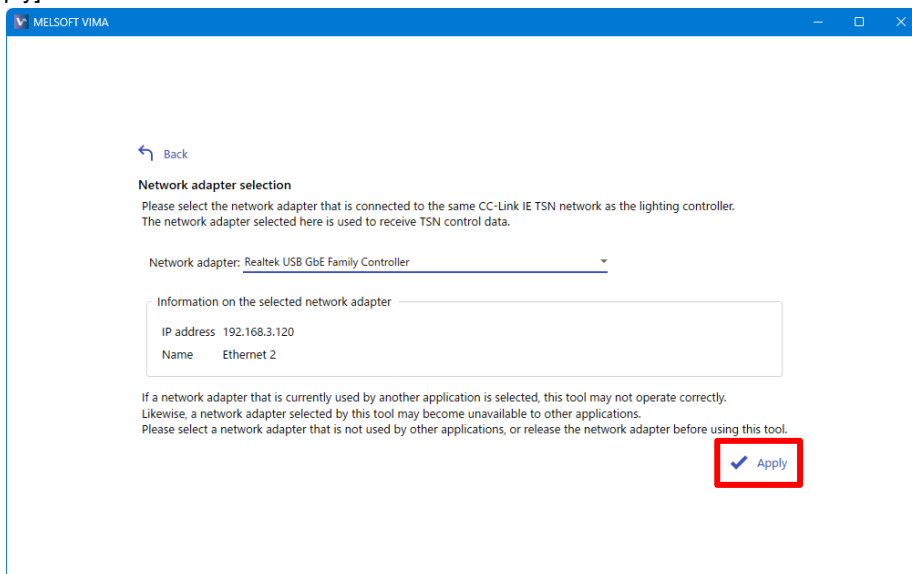 ply]
MELSOFT VIMA
Back
Network adapter selection
Please select the network adapter that is connected to the same CC-Link IE TSN network as the lighting controller.
The network adapter selected here is used to receive TSN control data.
Network adapter: Realtek USB GbE Family Controller
Information on the selected network adapter
IP address 192.168.3.120
Name Ethernet 2
If a network adapter that is currently used by another application is selected, this tool may not operate correctly.
Likewise, a network adapter selected by this tool may become unavailable to other applications.
Please select a network adapter that is not used by other applications, or release the network adapter before using this tool.
Apply